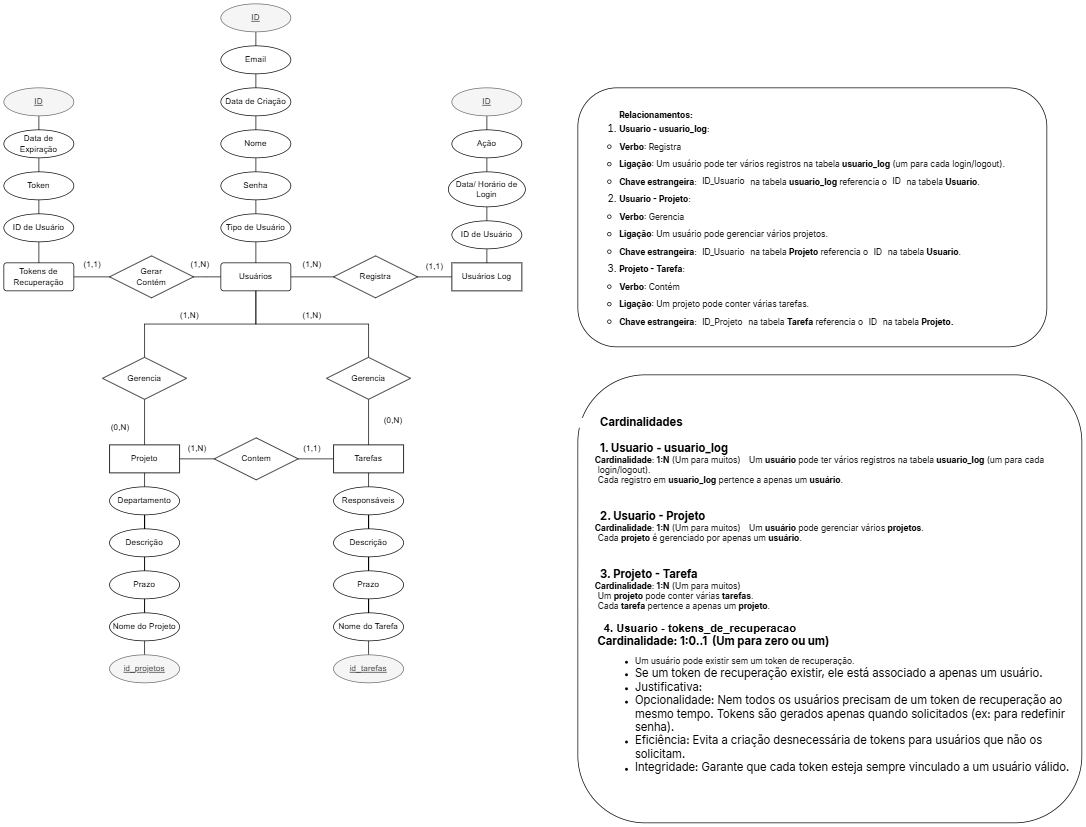 ID
Email
Data de Criação
Nome
Senha
Tipo de Usuário
ID
Data de
Expiração
Token
ID de Usuário
ID
Ação
Data/ Horário de
Login
ID de Usuário
Tokens de
Recuperação
(1,1)
Gerar
Contém
(1,N)
Usuários
(1,N)
Registra
(1,1)
Usuários Log
(1,N)
(1,N)
Gerencia
Gerencia
(0,N)
(0,N)
Projeto
(1,N)
Contem
(1,1)
Tarefas
Departamento
Descrição
Prazo
Nome do Projeto
id_projetos
Responsáveis
Descrição
Prazo
Nome do Tarefa
id_tarefas
Relacionamentos:
1. Usuario - usuario_log:
Verbo: Registra
Ligação: Um usuário pode ter vários registros na tabela usuario_log (um para cada login/logout).
Chave estrangeira: ID_Usuario na tabela usuario_log referencia o ID na tabela Usuario.
2. Usuario - Projeto:
Verbo: Gerencia
Ligação: Um usuário pode gerenciar vários projetos.
Chave estrangeira: ID_Usuario na tabela Projeto referencia o ID na tabela Usuario.
3. Projeto - Tarefa:
Verbo: Contém
Ligação: Um projeto pode conter várias tarefas.
Chave estrangeira: ID_Projeto na tabela Tarefa referencia o ID na tabela Projeto.
Cardinalidades
1. Usuario - usuario_log
Cardinalidade: 1:N (Um para muitos) Um usuário pode ter vários registros na tabela usuario_log (um para cada
login/logout).
Cada registro em usuario_log pertence a apenas um usuário.
2. Usuario - Projeto
Cardinalidade: 1:N (Um para muitos) Um usuário pode gerenciar vários projetos.
Cada projeto é gerenciado por apenas um usuário.
3. Projeto - Tarefa
Cardinalidade: 1:N (Um para muitos)
Um projeto pode conter várias tarefas.
Cada tarefa pertence a apenas um projeto.
4. Usuario - tokens_de_recuperacao
Cardinalidade: 1:0..1 (Um para zero ou um)
Um usuário pode existir sem um token de recuperação.
Se um token de recuperação existir, ele está associado a apenas um usuário.
Justificativa:
Opcionalidade: Nem todos os usuários precisam de um token de recuperação ao
mesmo tempo. Tokens são gerados apenas quando solicitados (ex: para redefinir
senha).
Eficiência: Evita a criação desnecessária de tokens para usuários que não os
solicitam.
Integridade: Garante que cada token esteja sempre vinculado a um usuário válido.